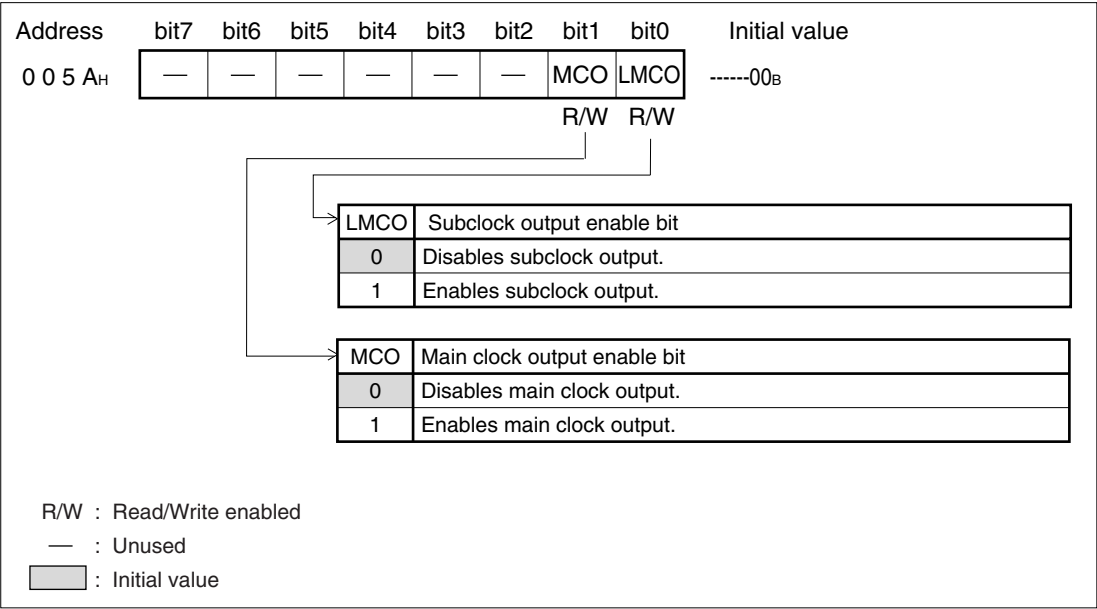 Address bit7 bit6 bit5 bit4 bit3 bit2 bit1 bit0 Initial value
0 0 5 AH — — — — — — MCO LMCO ------00B
R/W R/W
LMCO Subclock output enable bit
0 Disables subclock output.
1 Enables subclock output.
MCO Main clock output enable bit
0 Disables main clock output.
1 Enables main clock output.
R/W : Read/Write enabled
— : Unused
: Initial value